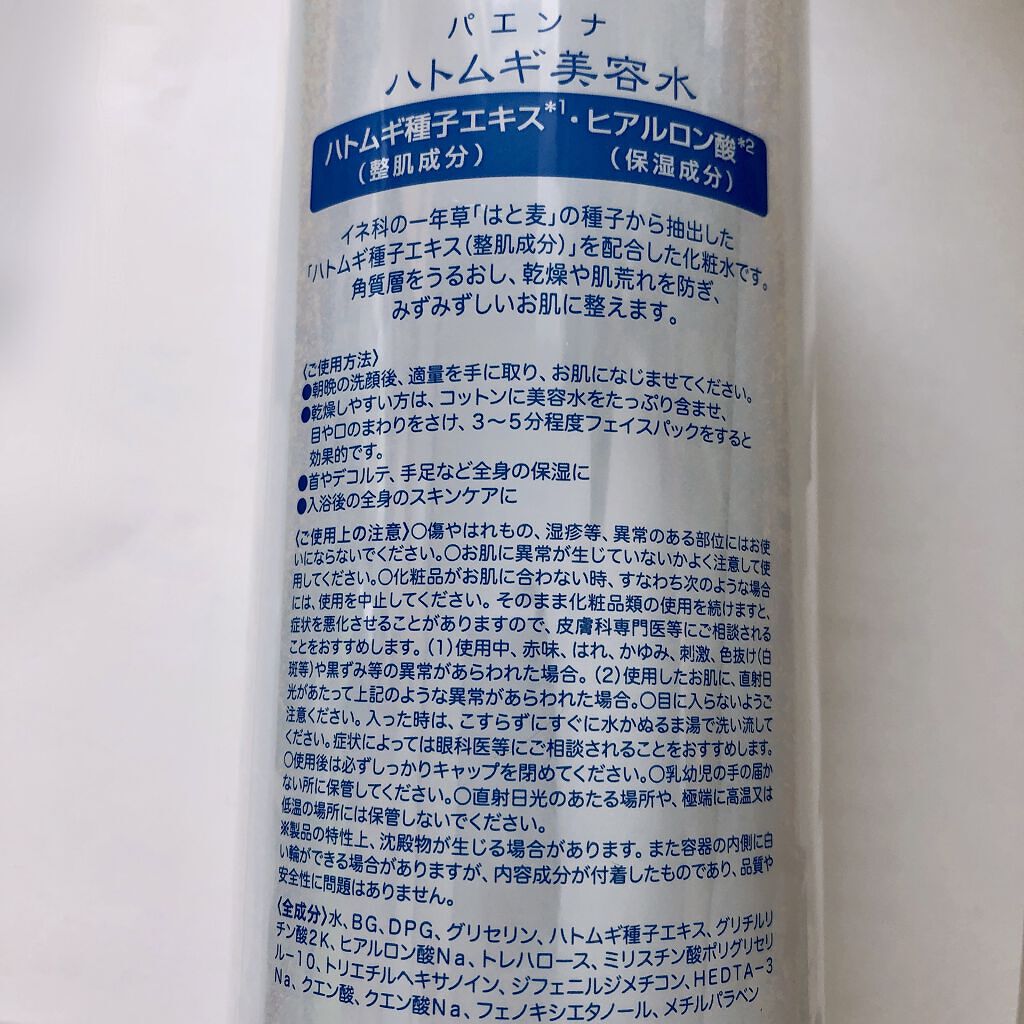 パエンナ
ハトムギ美容水
ハトムギ種子エキス*1・ヒアルロン酸*2
(整肌成分) (保湿成分)
イネ科の一年草「はと麦」の種子から抽出した
「ハトムギ種子エキス(整肌成分)」を配合した化粧水です。
角質層をうるおし、乾燥や肌荒れを防ぎ、
みずみずしいお肌に整えます。
〈ご使用方法〉
●朝晩の洗顔後、適量を手に取り、お肌になじませてください。
●乾燥しやすい方は、コットンに美容水をたっぷり含ませ、
目や口のまわりをさけ、3〜5分程度フェイスパックをすると
効果的です。
●首やデコルテ、手足など全身の保湿に
●入浴後の全身のスキンケアに
〈ご使用上の注意〉○傷やはれもの、湿疹等、異常のある部位にはお使
いにならないでください。○お肌に異常が生じていないかよく注意して使
用してください。○化粧品がお肌に合わない時、すなわち次のような場合
には、使用を中止してください。そのまま化粧品類の使用を続けますと、
症状を悪化させることがありますので、皮膚科専門医等にご相談される
ことをおすすめします。(1)使用中、赤味、はれ、かゆみ、刺激、色抜け(白
斑等)や黒ずみ等の異常があらわれた場合。(2)使用したお肌に、直射日
光があたって上記のような異常があらわれた場合。○目に入らないようご
注意ください。入った時は、こすらずにすぐに水かぬるま湯で洗い流して
ください。症状によっては眼科医等にご相談されることをおすすめします。
○使用後は必ずしっかりキャップを閉めてください。○乳幼児の手の届か
ない所に保管してください。○直射日光のあたる場所や、極端に高温又は
低温の場所には保管しないでください。
※製品の特性上、沈殿物が生じる場合があります。また容器の内側に白
い輪ができる場合がありますが、内容成分が付着したものであり、品質や
安全性に問題はありません。
〈全成分〉水、BG、DPG、グリセリン、ハトムギ種子エキス、グリチルリ
チン酸2K、ヒアルロン酸Na、トレハロース、ミリスチン酸ポリグリセリ
ル-10、トリエチルヘキサノイン、ジフェニルジメチコン、HEDTA-3
Na、クエン酸、クエン酸Na、フェノキシエタノール、メチルパラベン